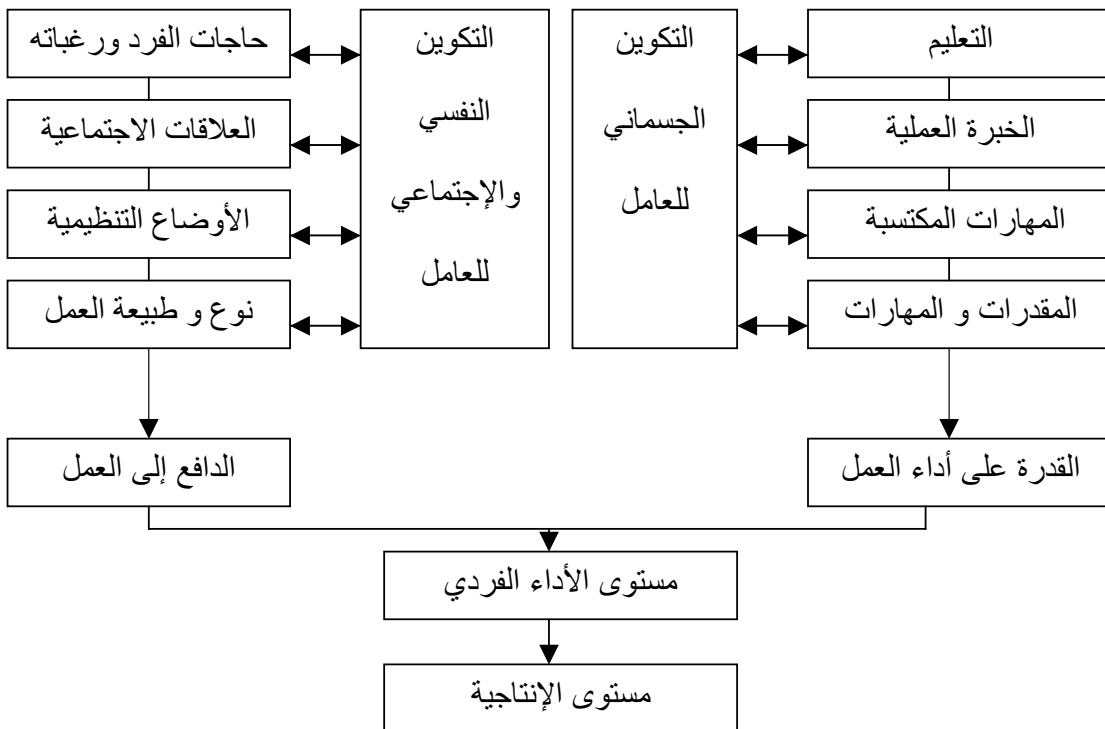 التعليم
الخبرة العملية
المهارات المكتسبة
المقدرات و المهارات
التكوين
الجسماني
للعامل
التكوين
النفسي
والإجتماعي
للعامل
حاجات الفرد ورغباته
العلاقات الاجتماعية
الأوضاع التنظيمية
نوع و طبيعة العمل
القدرة على أداء العمل
الدافع إلى العمل
مستوى الأداء الفردي
مستوى الإنتاجية